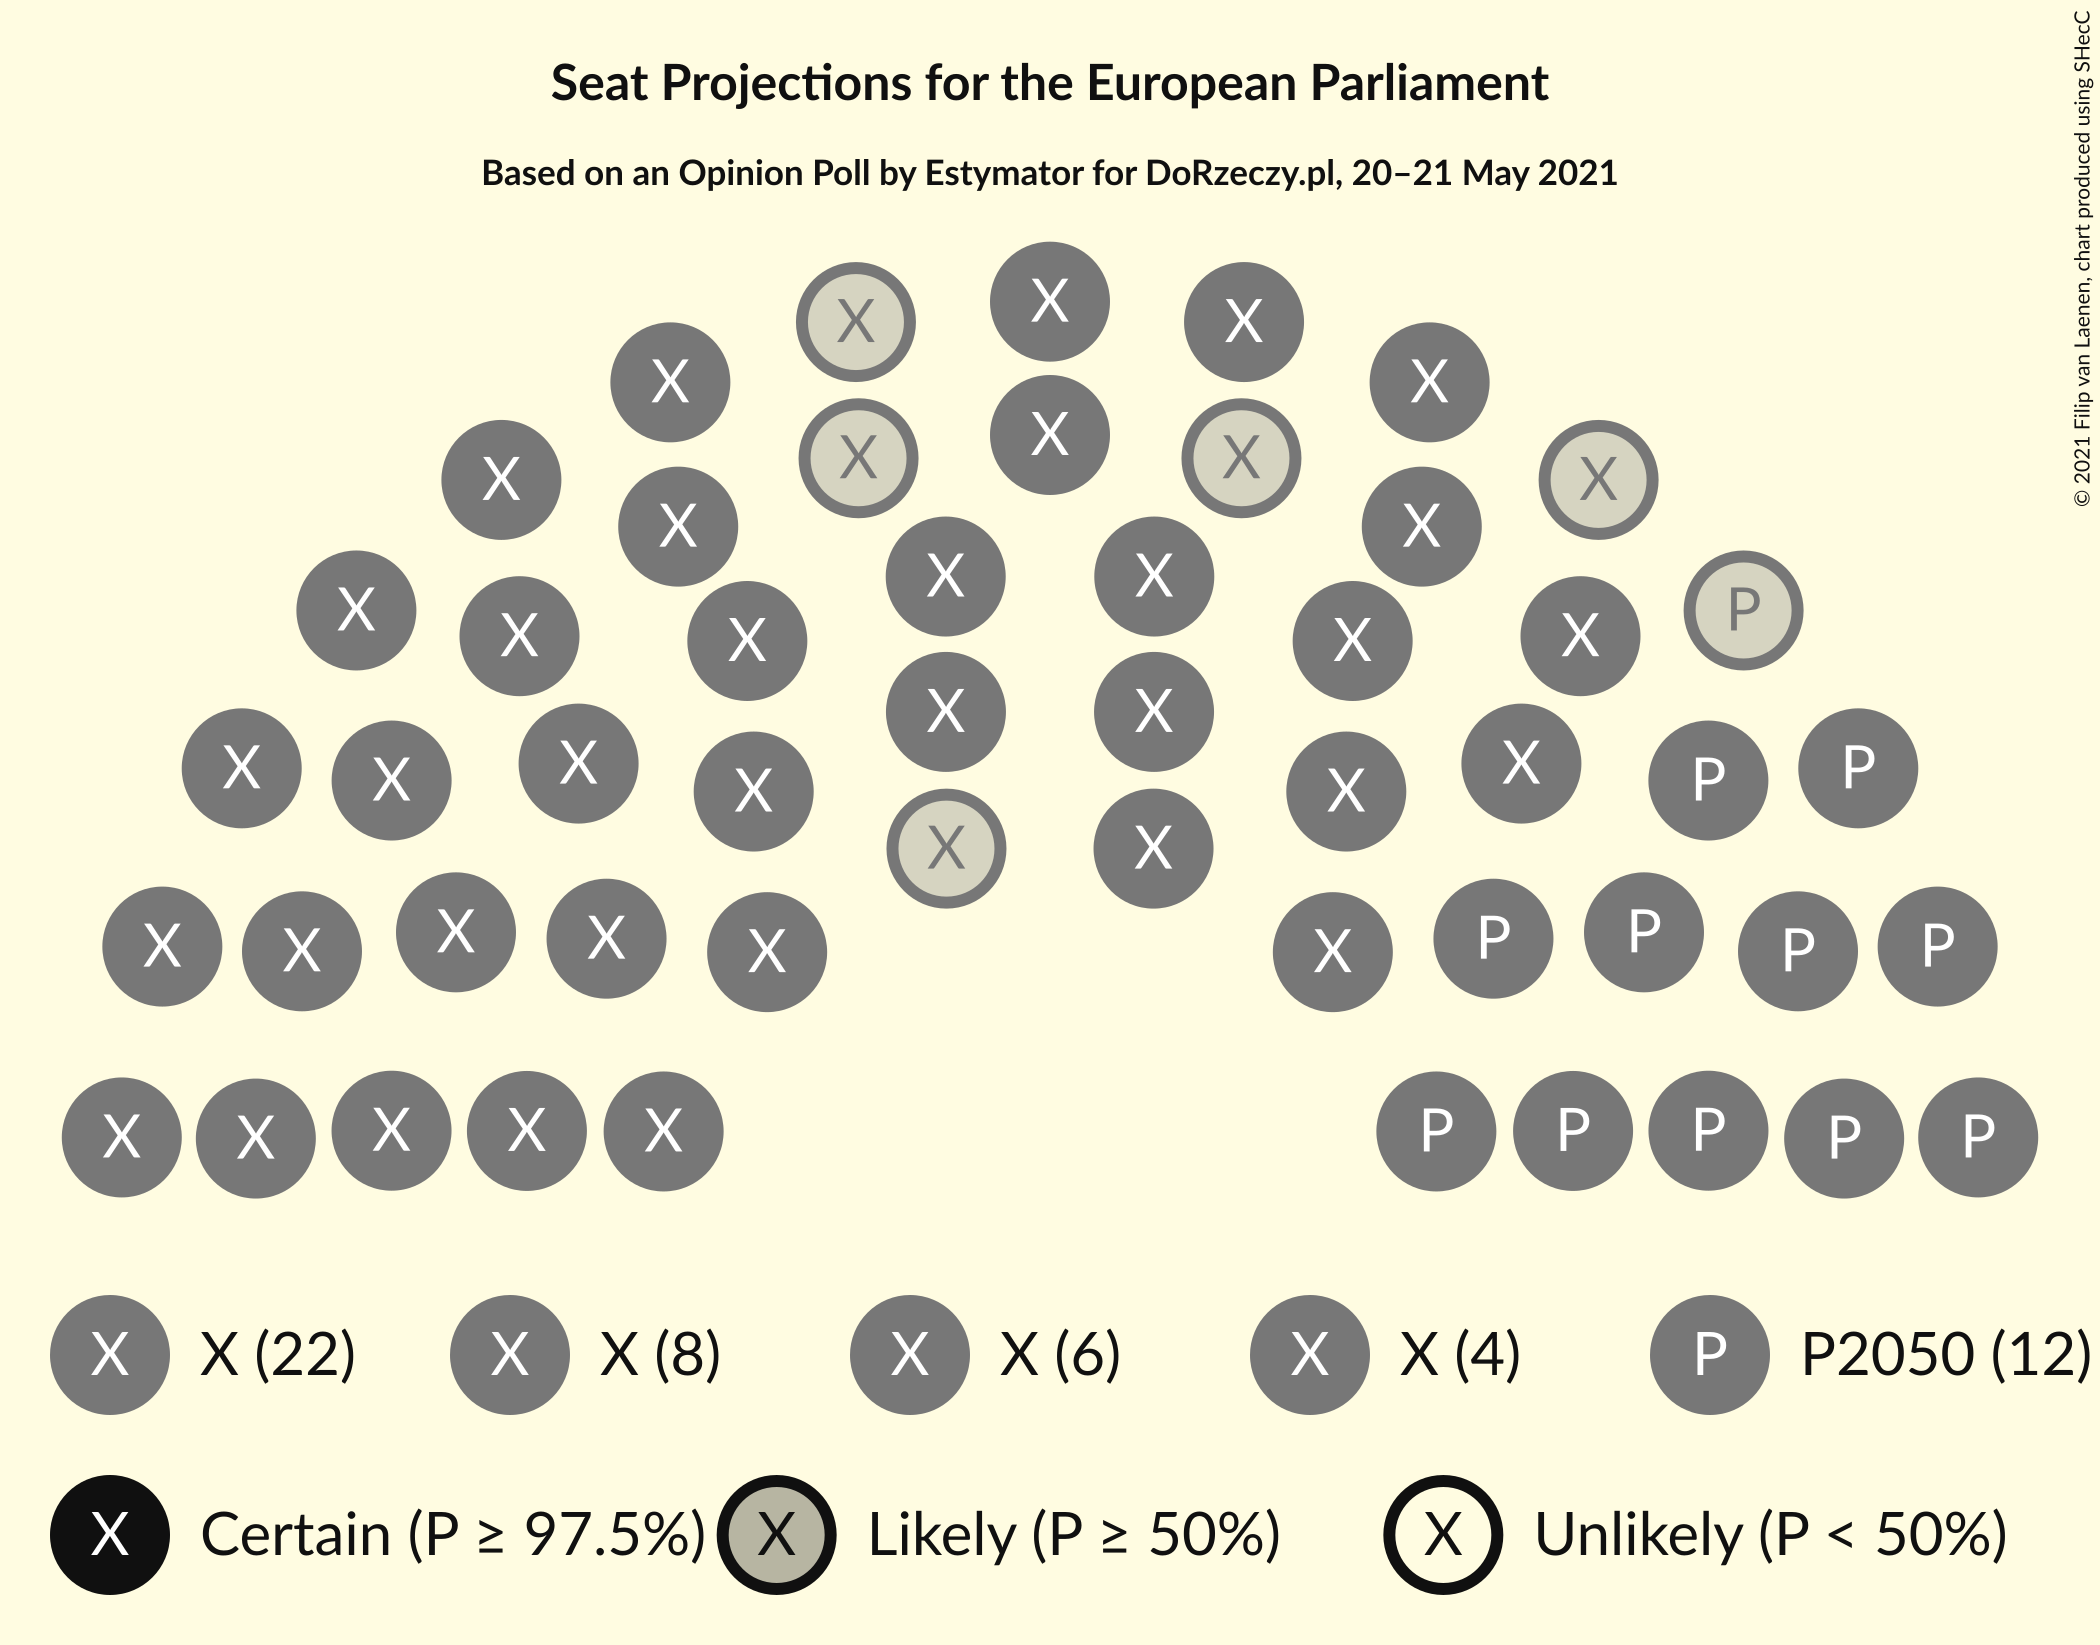 Seat Projections for the European Parliament
Based on an Opinion Poll by Estymator for DoRzeczy.pl, 20–21 May 2021
© 2021 Filip van Laenen, chart produced using SHecC
X X X
X X
X X X
X X
X X X X
X X X P
X X X X
X X
X X X X X P P
X X
X X X X X X P P P P
X X X X X P P P P P
X X (22) X X (8) X X (6) X X (4) P P2050 (12)
X Certain (P ≥ 97.5%) X Likely (P ≥ 50%) X Unlikely (P < 50%)